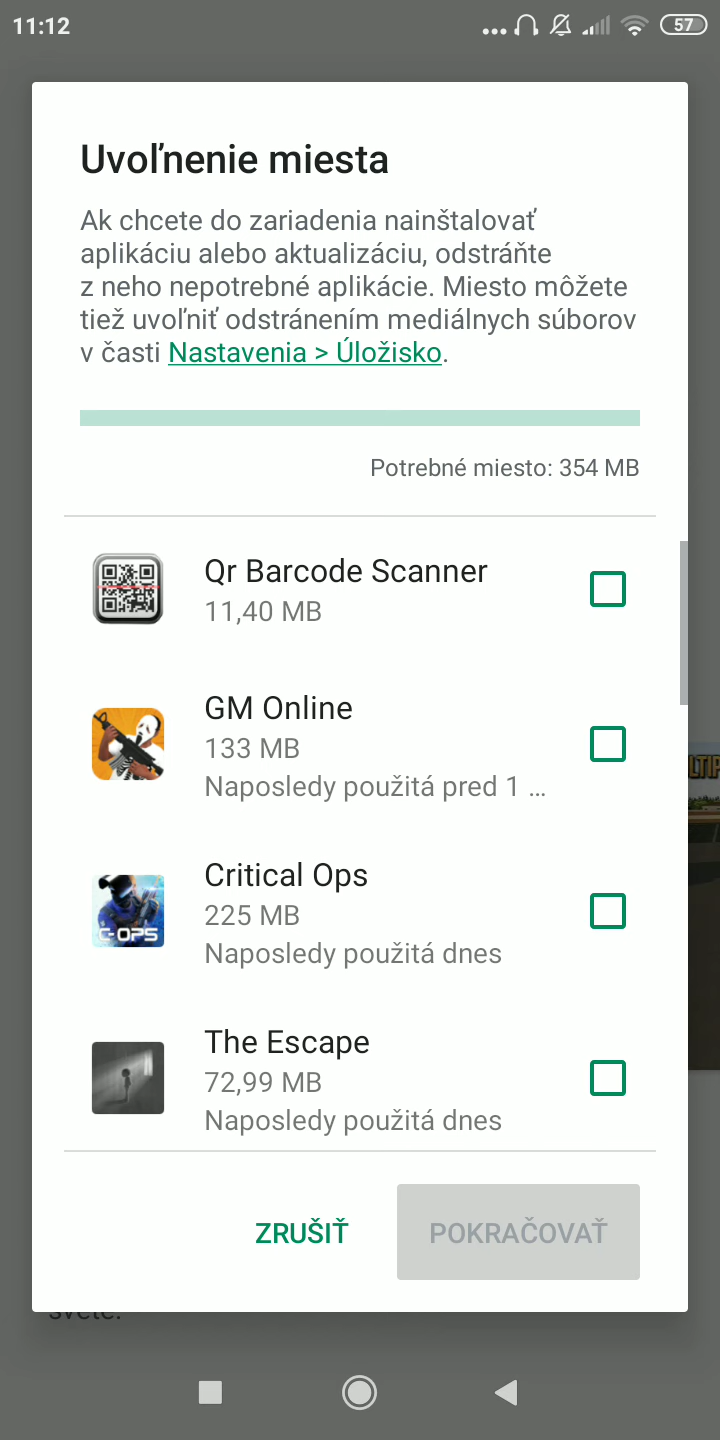 11:12
57
Uvoľnenie miesta
Ak chcete do zariadenia nainštalovať
aplikáciu alebo aktualizáciu, odstráňte
z neho nepotrebné aplikácie. Miesto môžete
tiež uvoľniť odstránením mediálnych súborov
v časti Nastavenia > Úložisko.
Potrebné miesto: 354 MB
Qr Barcode Scanner
11,40 MB
GM Online
133 MB
Naposledy použitá pred 1 ...
Critical Ops
225 MB
Naposledy použitá dnes
C-OPS
The Escape
72,99 MB
Naposledy použitá dnes
ZRUŠIŤ
POKRAČOVAŤ
svete.